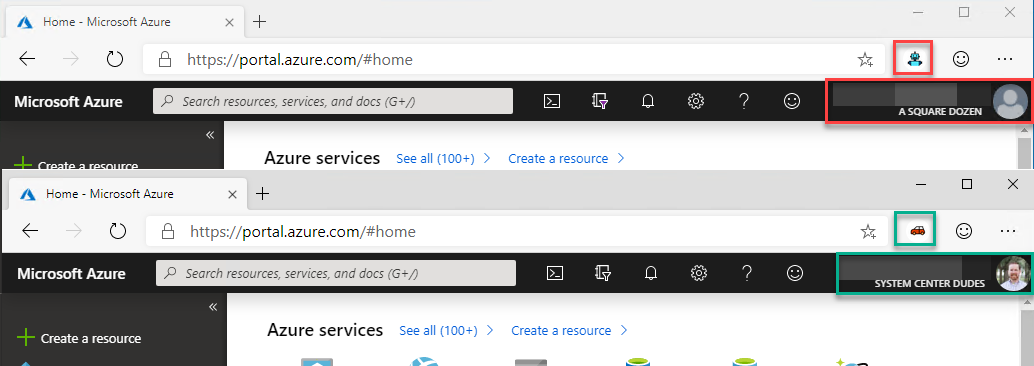 Home - Microsoft Azure
https://portal.azure.com/#home
Microsoft Azure
Search resources, services, and docs (G+/)
A SQUARE DOZEN
Create a resource
Azure services
See all (100+)
Create a resource
Home - Microsoft Azure
https://portal.azure.com/#home
Microsoft Azure
Search resources, services, and docs (G+/)
SYSTEM CENTER DUDES
Create a resource
Azure services
See all (100+)
Create a resource